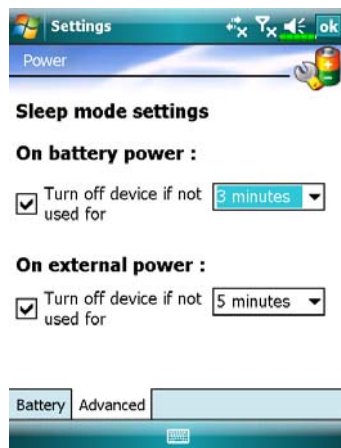 Settings
ok
Power
Sleep mode settings
On battery power :
Turn off device if not
used for
3 minutes
On external power :
Turn off device if not
used for
5 minutes
Battery Advanced